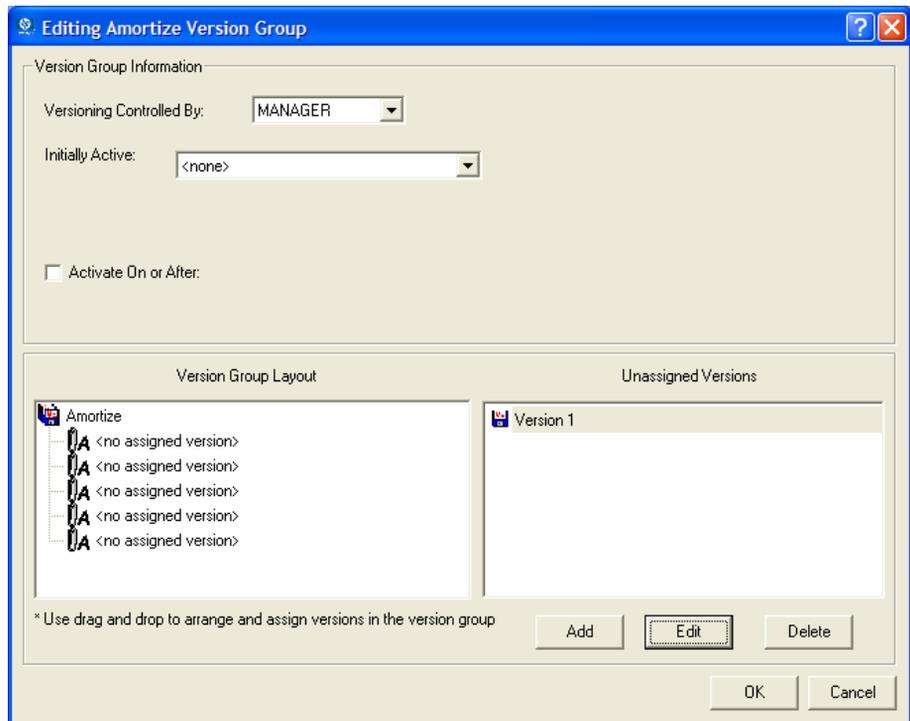 Editing Amortize Version Group
Version Group Information
Versioning Controlled By: MANAGER
Initially Active: <none>
Activate On or After:
Version Group Layout
Amortize
<no assigned version>
<no assigned version>
<no assigned version>
<no assigned version>
<no assigned version>
Unassigned Versions
Version 1
* Use drag and drop to arrange and assign versions in the version group
Add Edit Delete
OK Cancel